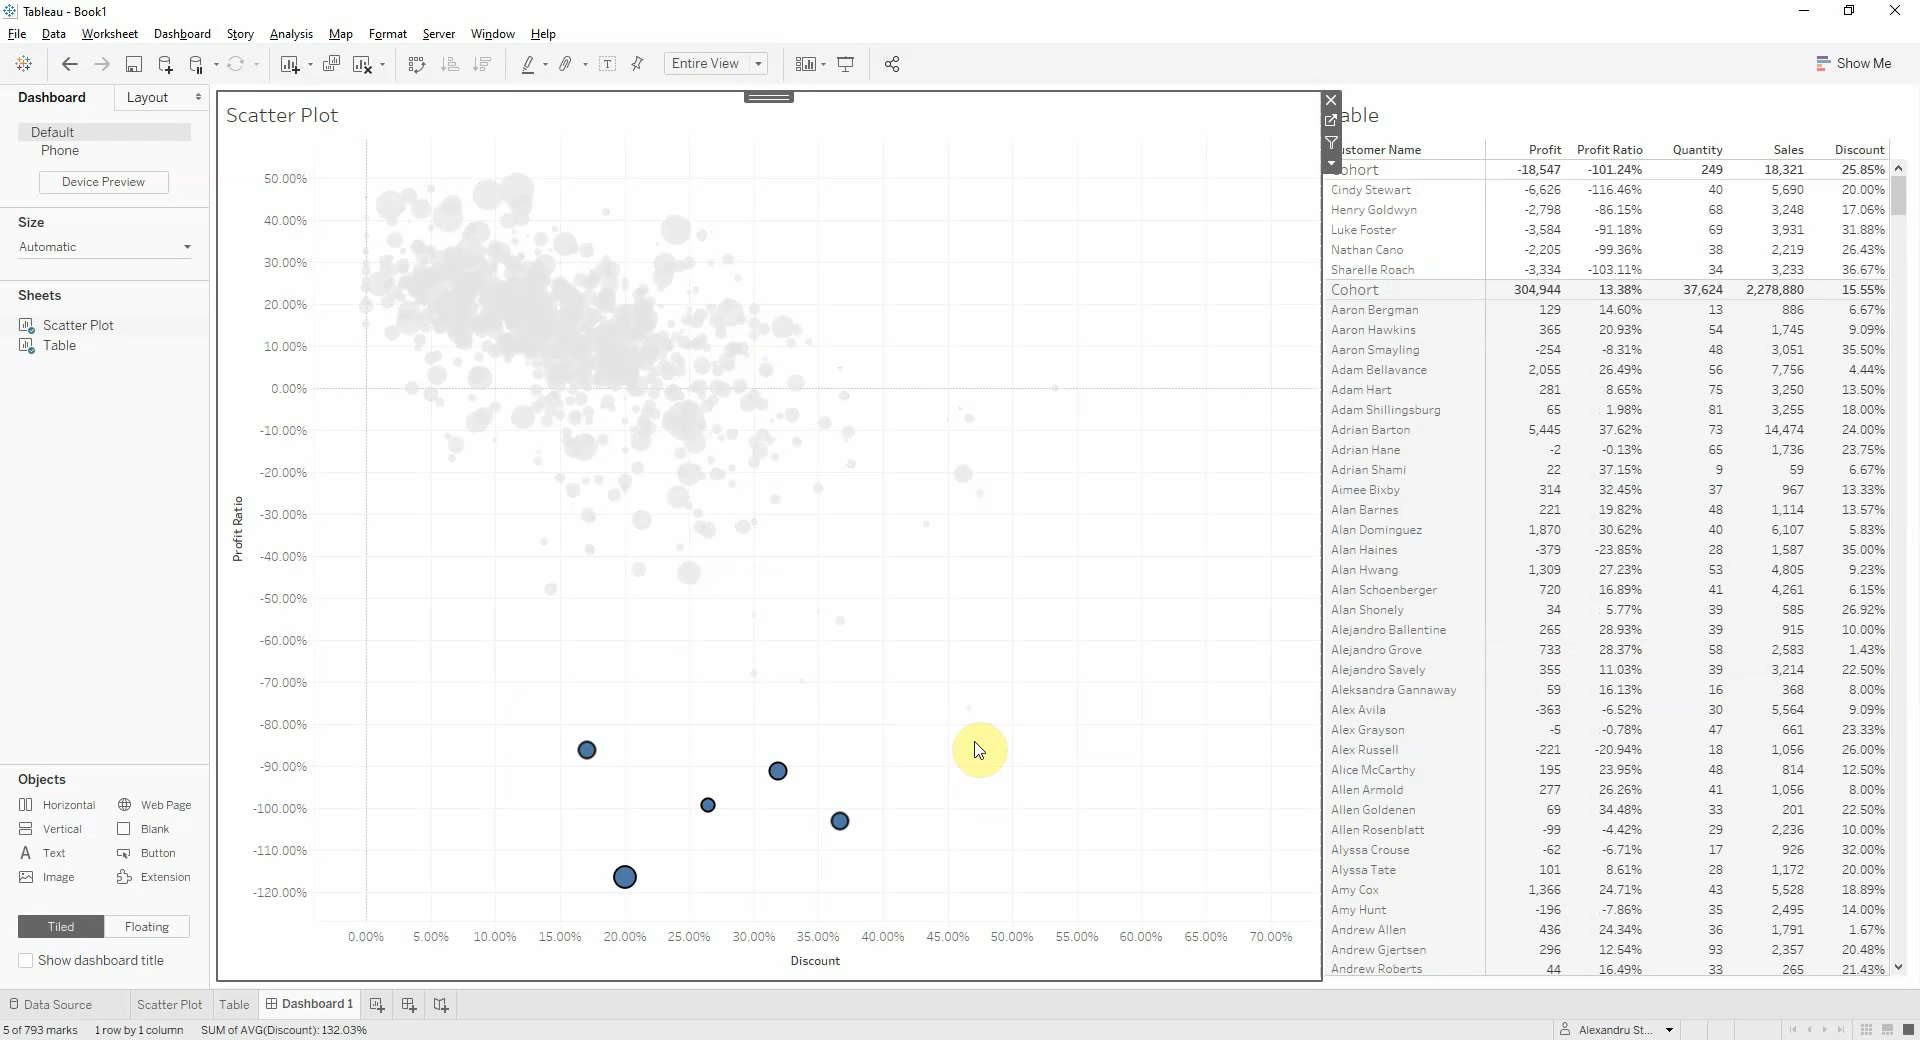 Tableau - Book1
File Data Worksheet Dashboard Story Analysis Map Format Server Window Help
Entire View
Show Me
Dashboard Layout
Default
Phone
Device Preview
Size
Automatic
Sheets
Scatter Plot
Table
Objects
Horizontal Web Page
Vertical Blank
Text Button
Image Extension
Tiled Floating
Show dashboard title
Scatter Plot
Profit Ratio
50.00%
40.00%
30.00%
20.00%
10.00%
0.00%
-10.00%
-20.00%
-30.00%
-40.00%
-50.00%
-60.00%
-70.00%
-80.00%
-90.00%
-100.00%
-110.00%
-120.00%
0.00% 5.00% 10.00% 15.00% 20.00% 25.00% 30.00% 35.00% 40.00% 45.00% 50.00% 55.00% 60.00% 65.00% 70.00%
Discount
able
ustomer Name Profit Profit Ratio Quantity Sales Discount
ohort -18,547 -101.24% 249 18,321 25.85%
Cindy Stewart -6,626 -116.46% 40 5,690 20.00%
Henry Goldwyn -2,798 -86.15% 68 3,248 17.06%
Luke Foster -3,584 -91.18% 69 3,931 31.88%
Nathan Cano -2,205 -99.36% 38 2,219 26.43%
Sharelle Roach -3,334 -103.11% 34 3,233 36.67%
Cohort 304,944 13.38% 37,624 2,278,880 15.55%
Aaron Bergman 129 14.60% 13 886 6.67%
Aaron Hawkins 365 20.93% 54 1,745 9.09%
Aaron Smayling -254 -8.31% 48 3,051 35.50%
Adam Bellavance 2,055 26.49% 56 7,756 4.44%
Adam Hart 281 8.65% 75 3,250 13.50%
Adam Shillingsburg 65 1.98% 81 3,255 18.00%
Adrian Barton 5,445 37.62% 73 14,474 24.00%
Adrian Hane -2 -0.13% 65 1,736 23.75%
Adrian Shami 22 37.15% 9 59 6.67%
Aimee Bixby 314 32.45% 37 967 13.33%
Alan Barnes 221 19.82% 48 1,114 13.57%
Alan Dominguez 1,870 30.62% 40 6,107 5.83%
Alan Haines -379 -23.85% 28 1,587 35.00%
Alan Hwang 1,309 27.23% 53 4,805 9.23%
Alan Schoenberger 720 16.89% 41 4,261 6.15%
Alan Shonely 34 5.77% 39 585 26.92%
Alejandro Ballentine 265 28.93% 39 915 10.00%
Alejandro Grove 733 28.37% 58 2,583 1.43%
Alejandro Savely 355 11.03% 39 3,214 22.50%
Aleksandra Gannaway 59 16.13% 16 368 8.00%
Alex Avila -363 -6.52% 30 5,564 9.09%
Alex Grayson -5 -0.78% 47 661 23.33%
Alex Russell -221 -20.94% 18 1,056 26.00%
Alice McCarthy 195 23.95% 48 814 12.50%
Allen Armold 277 26.26% 41 1,056 8.00%
Allen Goldenen 69 34.48% 33 201 22.50%
Allen Rosenblatt -99 -4.42% 29 2,236 10.00%
Alyssa Crouse -62 -6.71% 17 926 32.00%
Alyssa Tate 101 8.61% 28 1,172 20.00%
Amy Cox 1,366 24.71% 43 5,528 18.89%
Amy Hunt -196 -7.86% 35 2,495 14.00%
Andrew Allen 436 24.34% 36 1,791 1.67%
Andrew Gjertsen 296 12.54% 93 2,357 20.48%
Andrew Roberts 44 16.49% 33 265 21.43%
Data Source Scatter Plot Table Dashboard 1
5 of 793 marks 1 row by 1 column SUM of AVG(Discount): 132.03% Alexandru St...